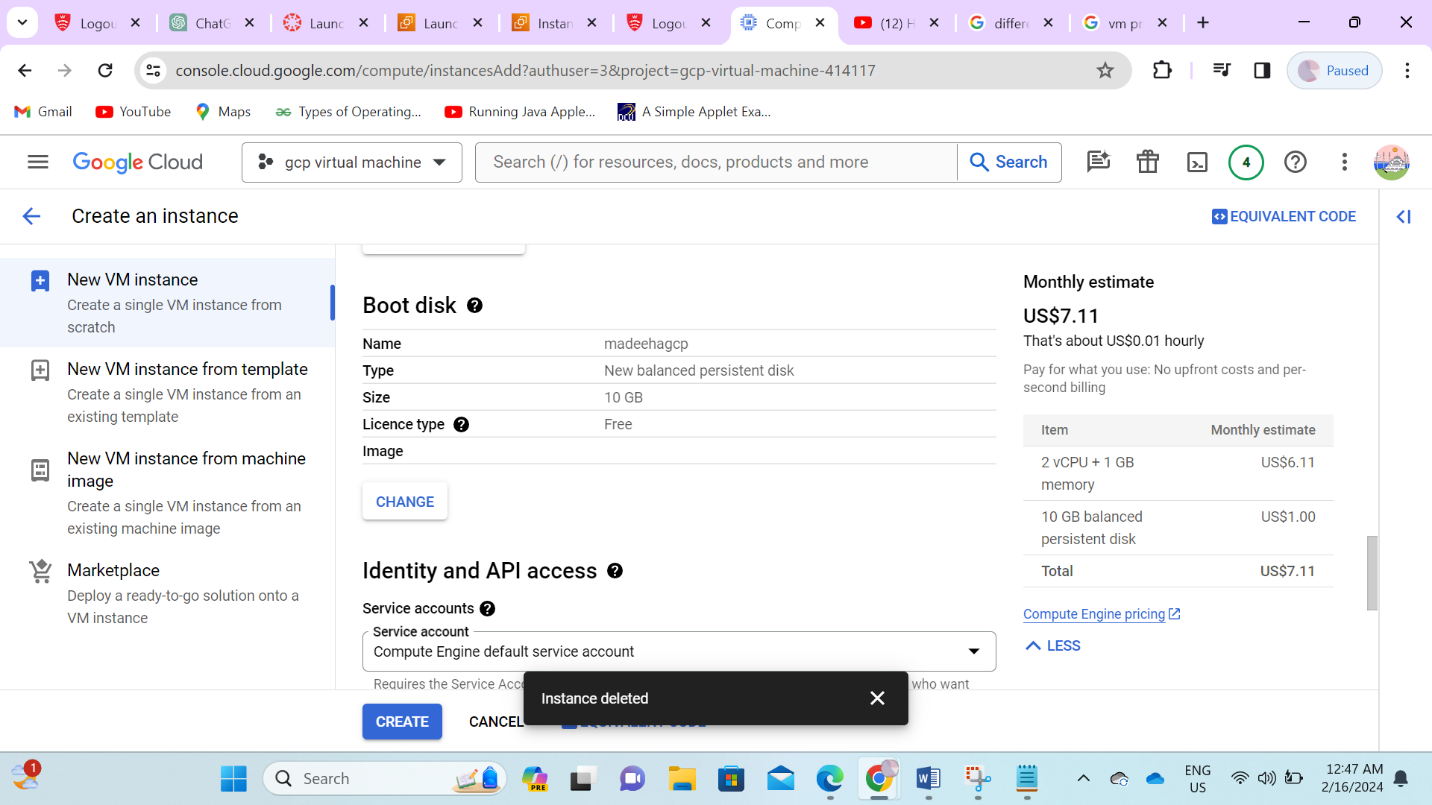 Logou
ChatG
Launc
Launc
Instan
Logou
Comp
(12) H
differe
vm pr
console.cloud.google.com/compute/instancesAdd?authuser=3&project=gcp-virtual-machine-414117
Paused
Gmail
YouTube
Maps
Types of Operating...
Running Java Apple...
A Simple Applet Exa...
Google Cloud
gcp virtual machine
Search (/) for resources, docs, products and more
Search
4
Create an instance
EQUIVALENT CODE
New VM instance
Create a single VM instance from
scratch
New VM instance from template
Create a single VM instance from an
existing template
New VM instance from machine
image
Create a single VM instance from an
existing machine image
Marketplace
Deploy a ready-to-go solution onto a
VM instance
Boot disk
Name madeehagcp
Type New balanced persistent disk
Size 10 GB
Licence type Free
Image
CHANGE
Identity and API access
Service accounts
Service account
Compute Engine default service account
Requires the Service Acc who want
Instance deleted
CREATE
CANCEL
EQUIVALENT CODE
Monthly estimate
US$7.11
That's about US$0.01 hourly
Pay for what you use: No upfront costs and per-
second billing
Item Monthly estimate
2 vCPU + 1 GB US$6.11
memory
10 GB balanced US$1.00
persistent disk
Total US$7.11
Compute Engine pricing
LESS
1
Search
PRE
ENG
US
12:47 AM
2/16/2024